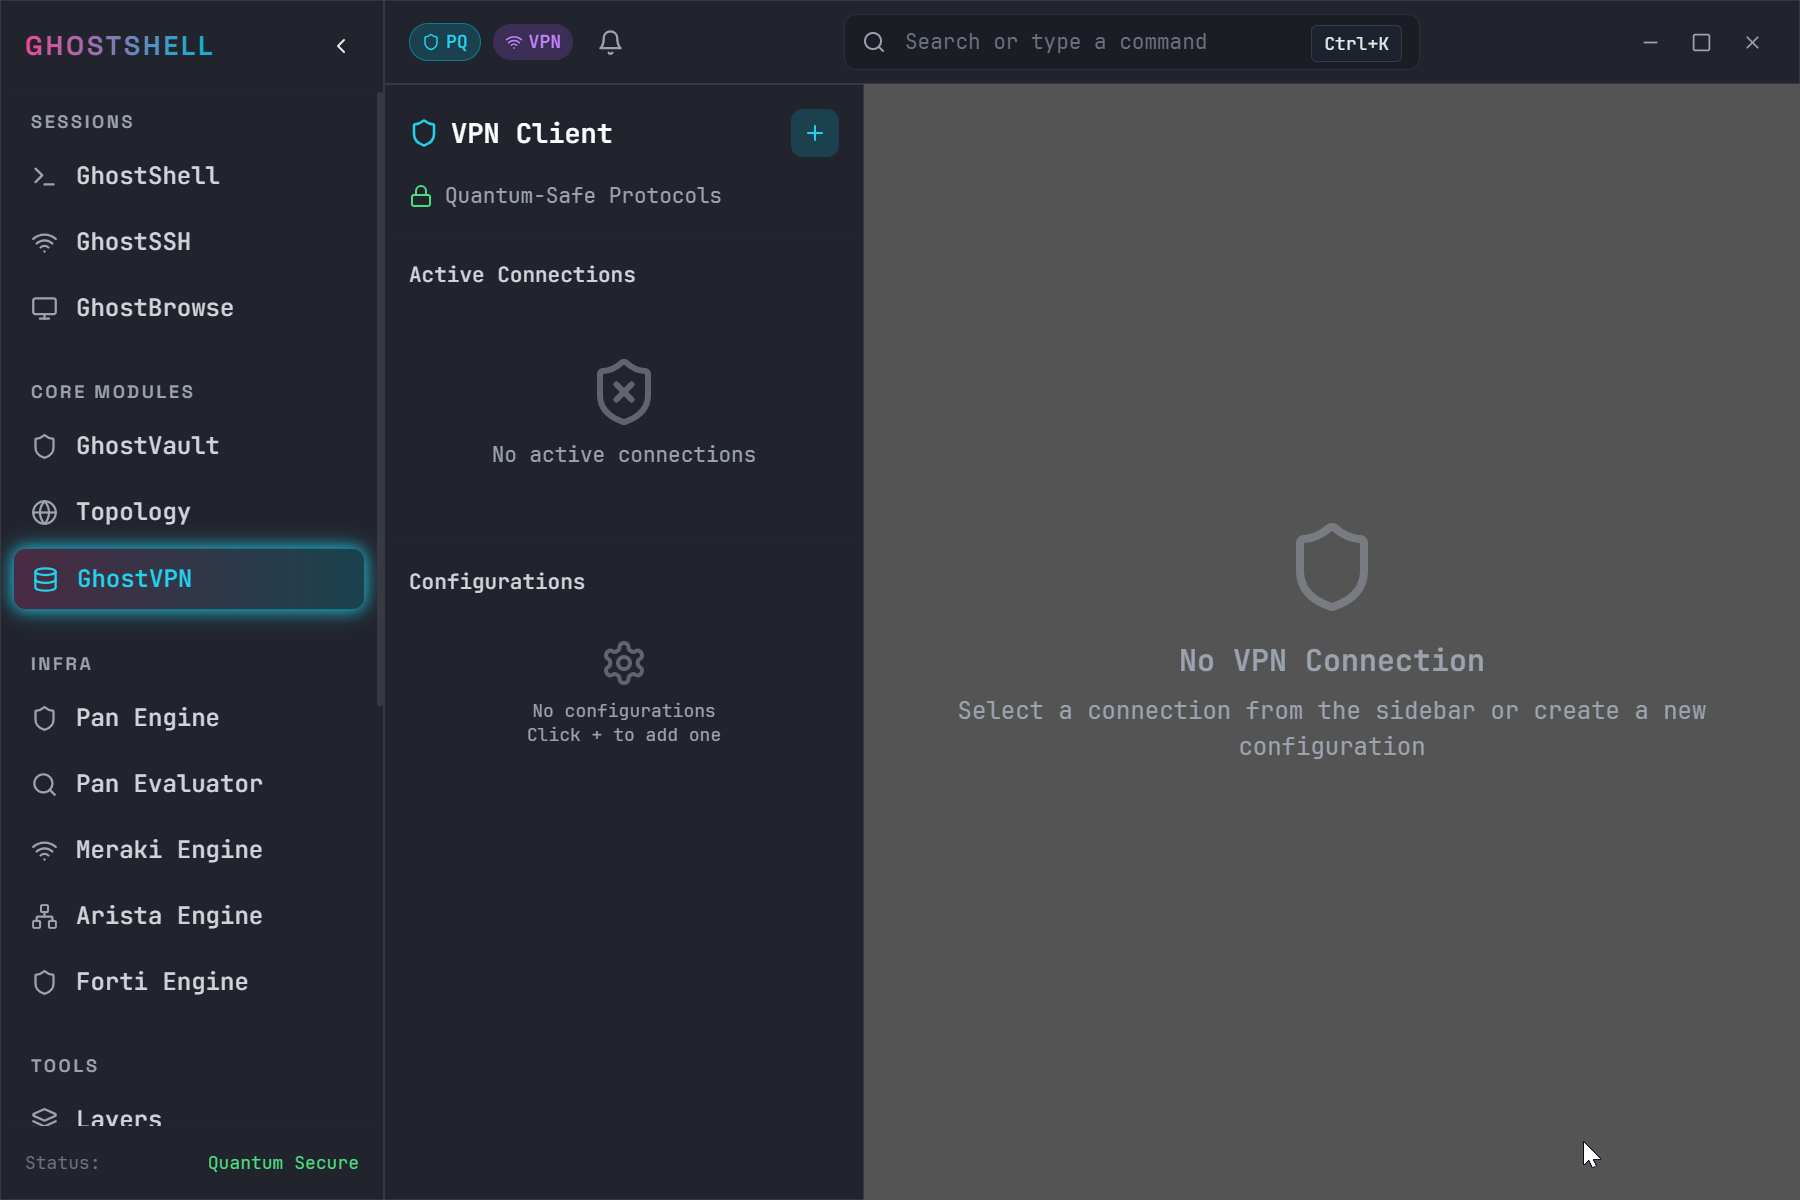 GHOSTSHELL
PQ
VPN
Search or type a command
Ctrl+K
SESSIONS
GhostShell
GhostSSH
GhostBrowse
CORE MODULES
GhostVault
Topology
GhostVPN
INFRA
Pan Engine
Pan Evaluator
Meraki Engine
Arista Engine
Forti Engine
TOOLS
Layers
Status:
Quantum Secure
VPN Client
Quantum-Safe Protocols
Active Connections
No active connections
Configurations
No configurations
Click + to add one
No VPN Connection
Select a connection from the sidebar or create a new
configuration